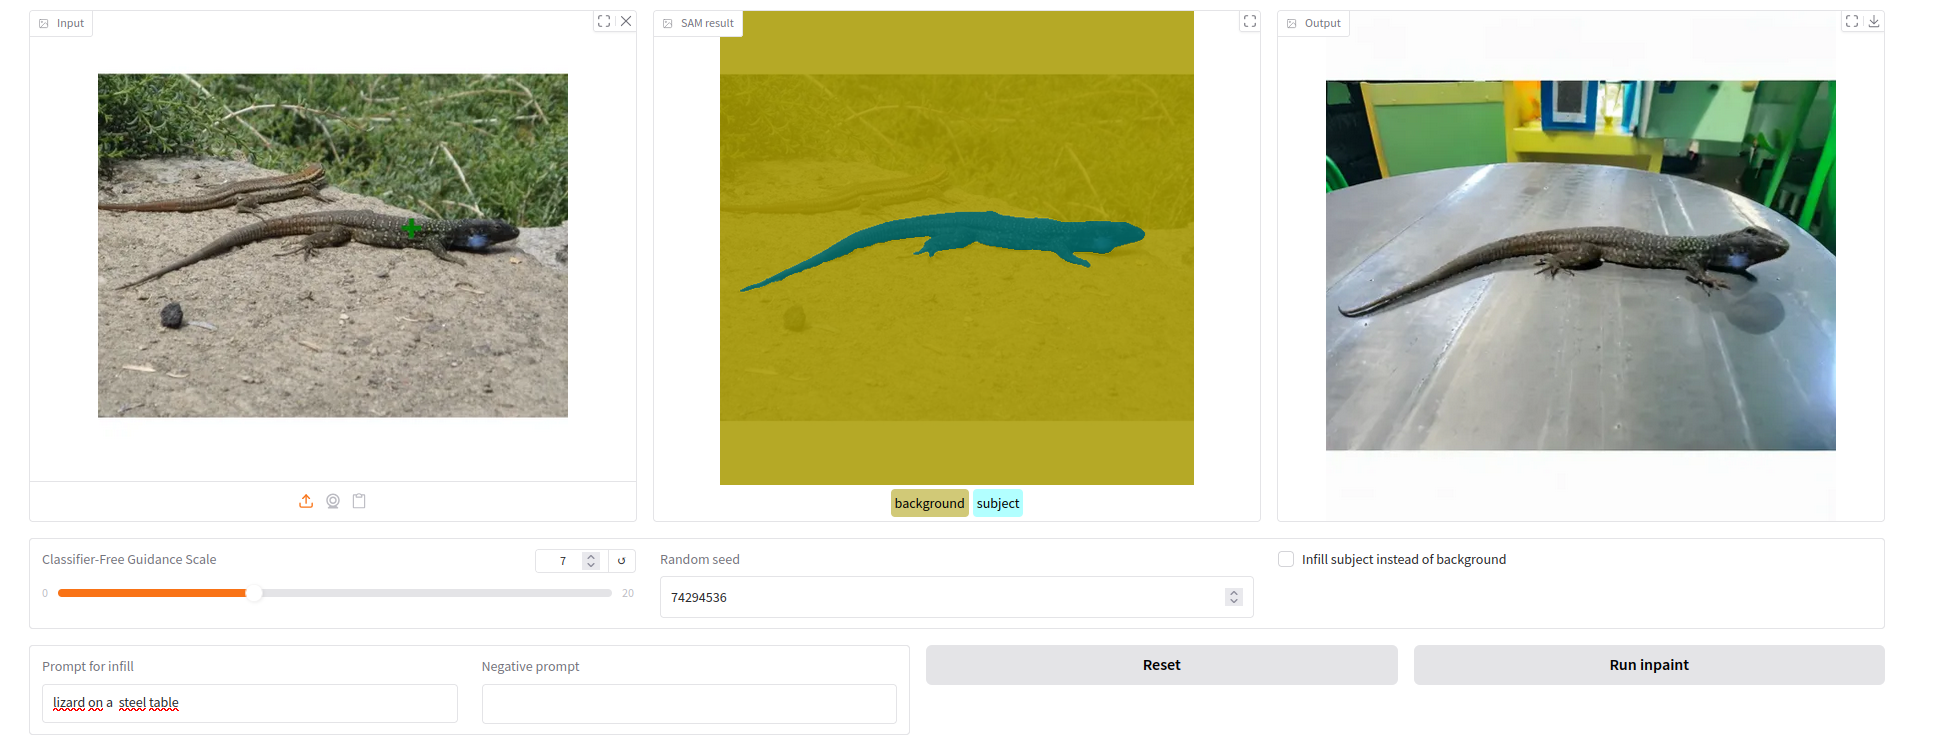 Input
SAM result
Output
background subject
Classifier-Free Guidance Scale
7
0
20
Random seed
74294536
Infill subject instead of background
Prompt for infill
lizard on a  steel table
Negative prompt
Reset
Run inpaint